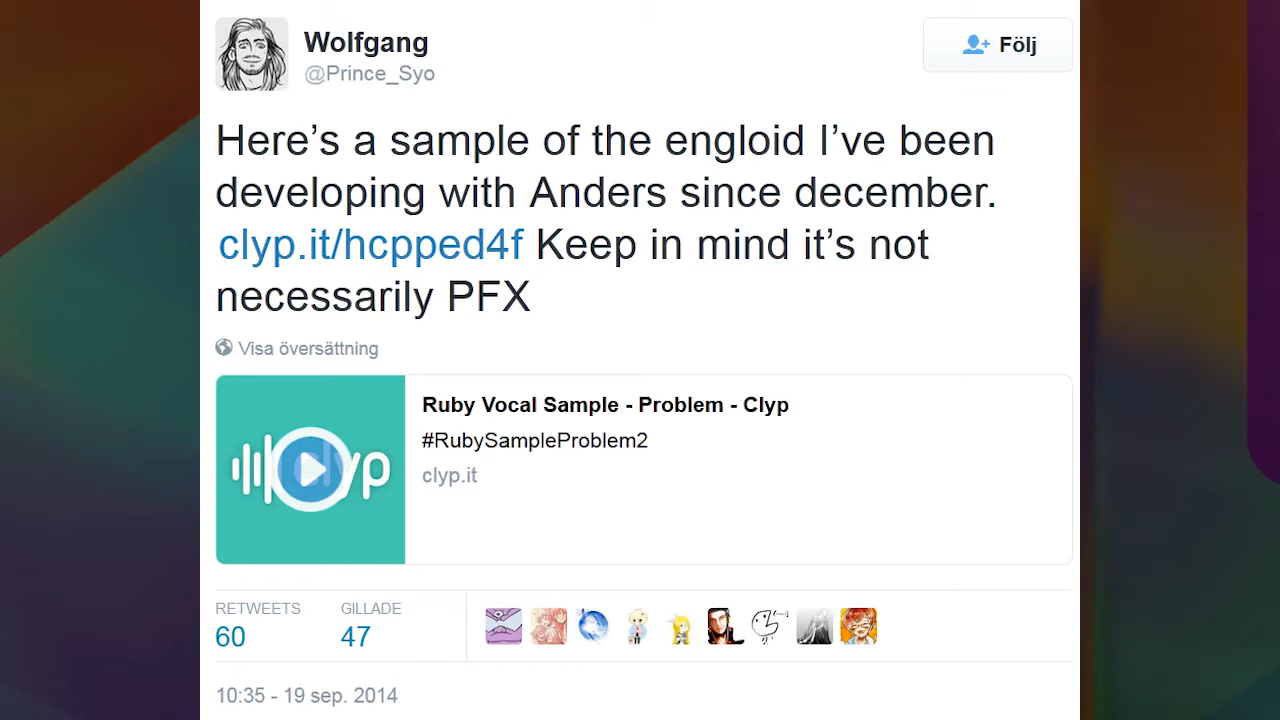 Wolfgang
@Prince_Syo
Följ
Here’s a sample of the engloid I’ve been
developing with Anders since december.
clyp.it/hcpped4f Keep in mind it’s not
necessarily PFX
Visa översättning
clyp
Ruby Vocal Sample - Problem - Clyp
#RubySampleProblem2
clyp.it
RETWEETS
60
GILLADE
47
10:35 - 19 sep. 2014